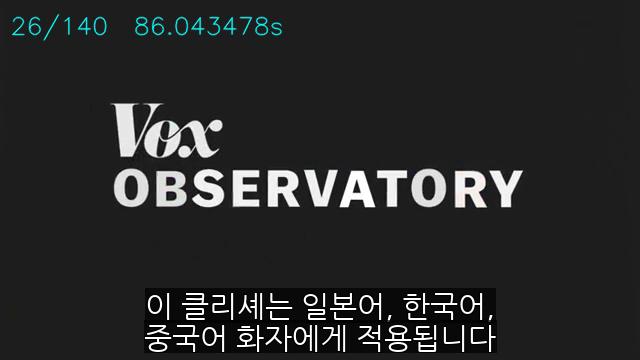 26/140 86.043478s
Vox
OBSERVATORY
이 클리셰는 일본어, 한국어,
중국어 화자에게 적용됩니다